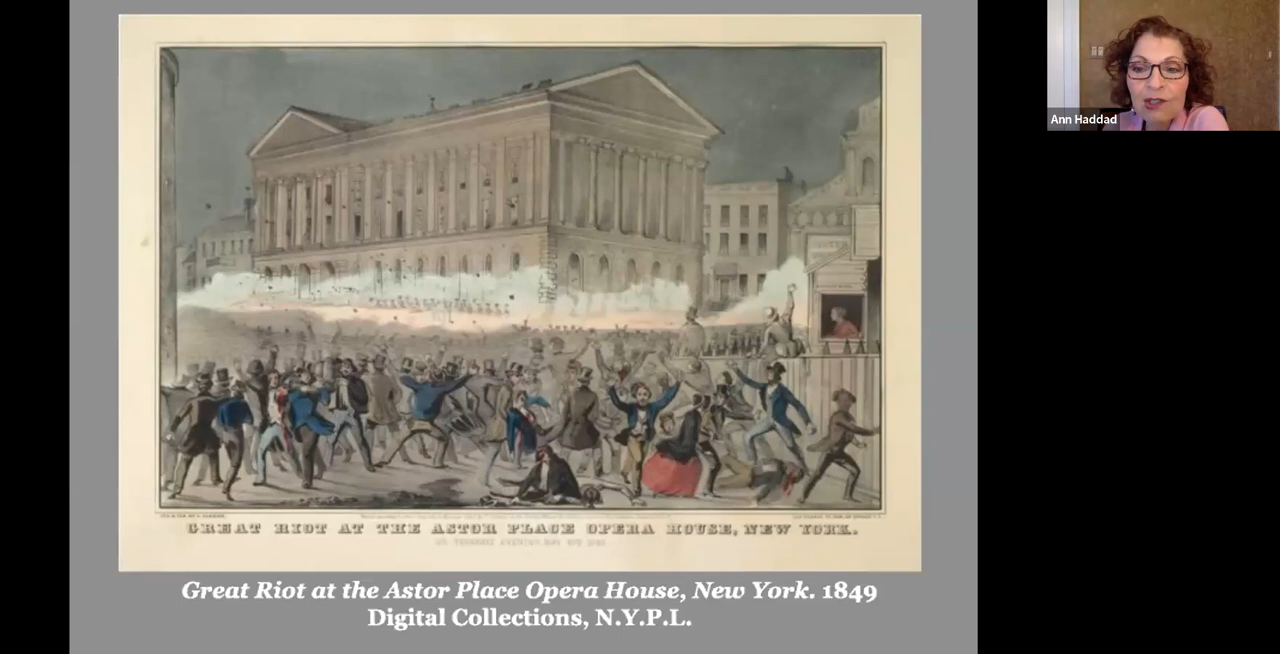 Ann Haddad
GREAT RIOT AT THE ASTOR PLACE OPERA HOUSE, NEW YORK.
Great Riot at the Astor Place Opera House, New York. 1849
Digital Collections, N.Y.P.L.